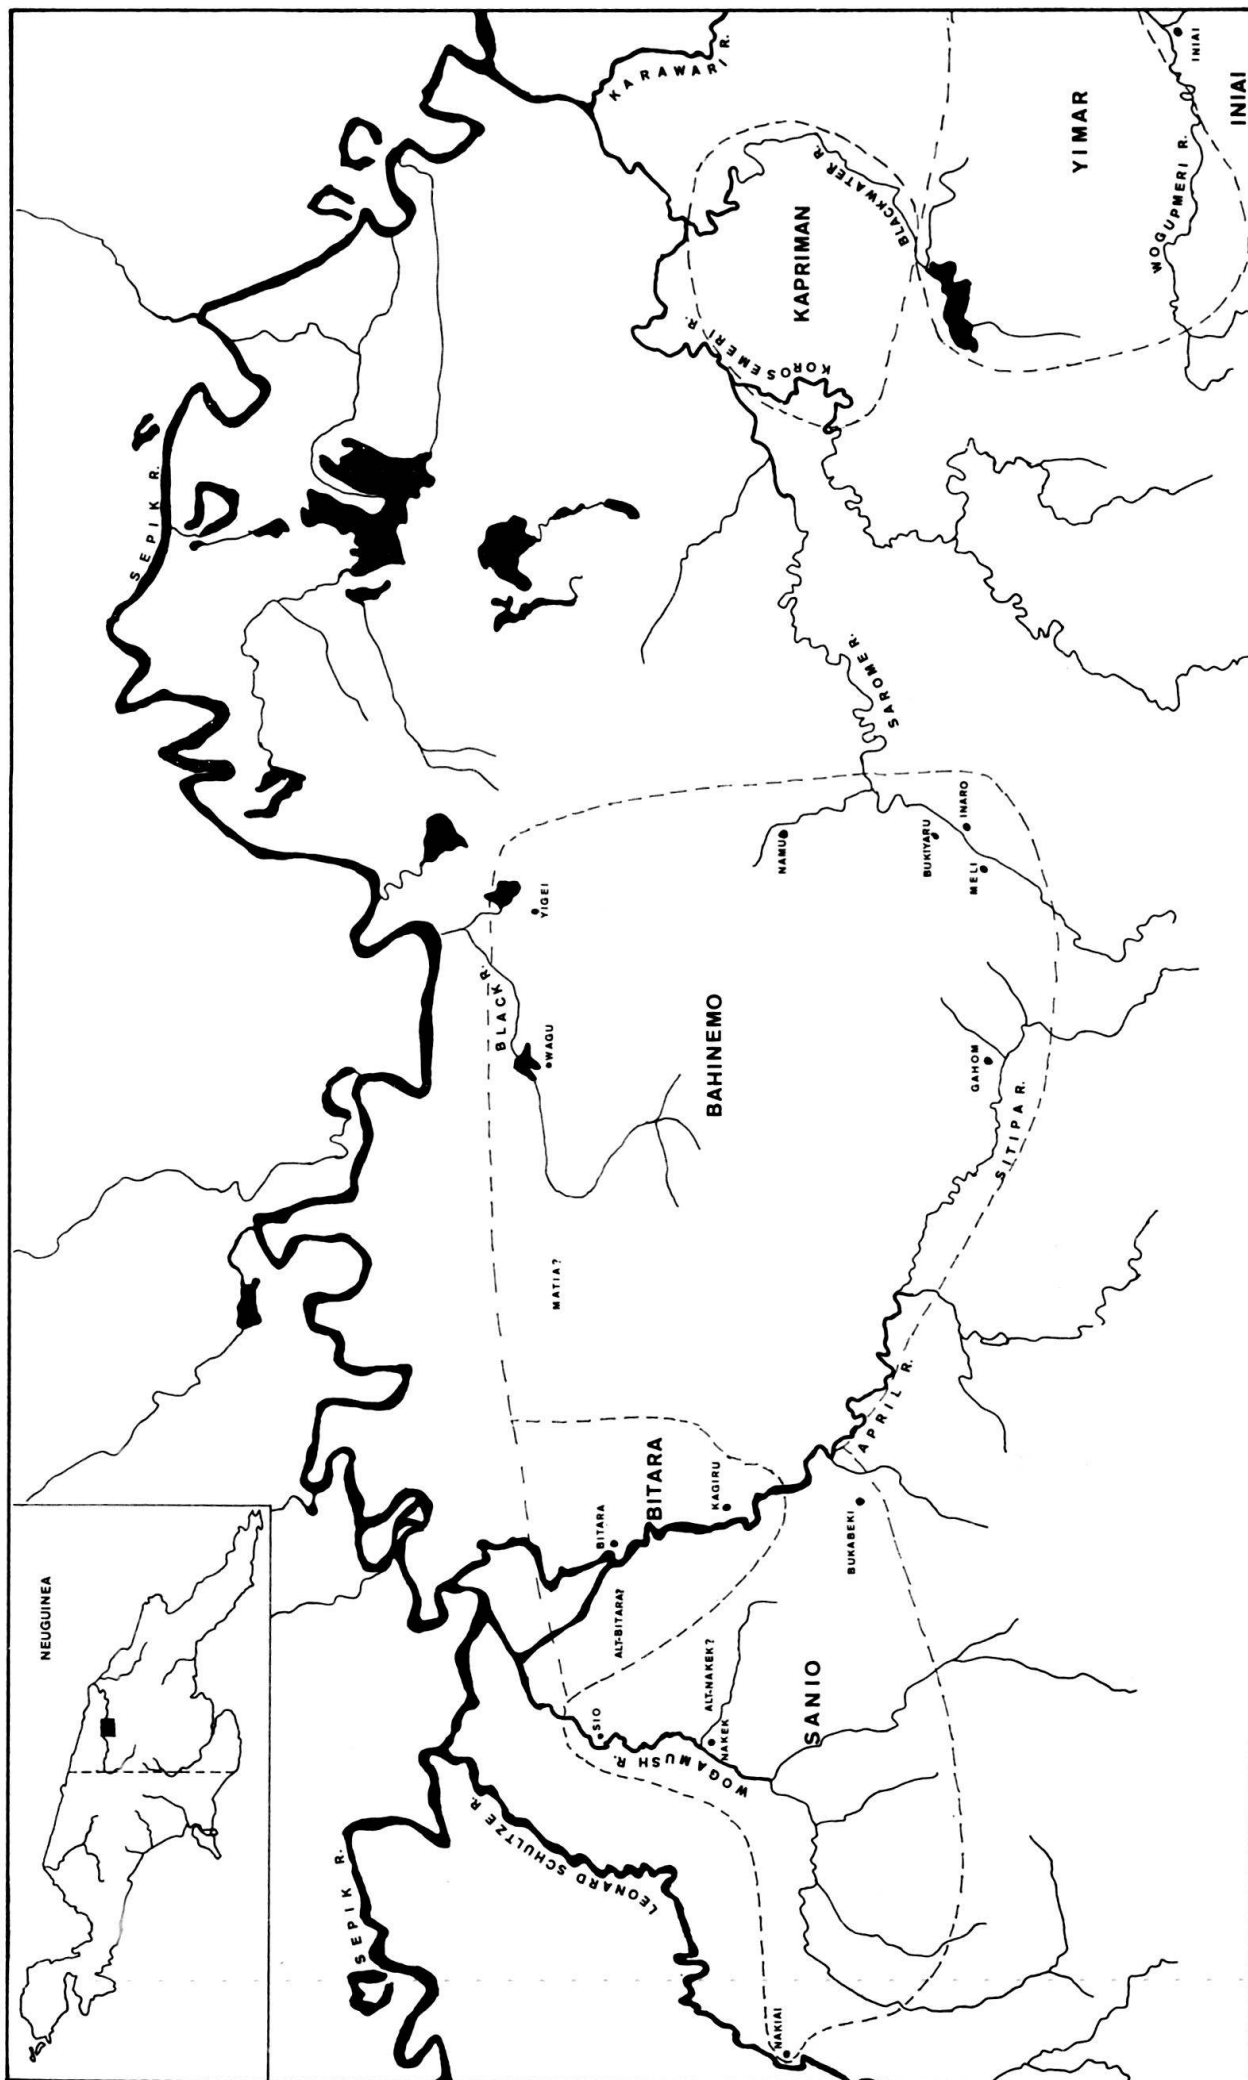 NEUGUINEA
SEPIK R.
SEPIK R.
LEONARD SCHULTZE R.
WOGAMUSH R.
NAKIAI
SIO
NAKEK
ALT-NAKEK?
SANIO
ALT-BITARA?
BITARA
BITARA
KAGIRU
BUKABEKI
APRIL R.
MATIA?
BAHINEMO
BLACK R.
WAGU
YIGEI
GAHOM
SITIPAR R.
NAMU
BUKIYARU
MELI
INARO
SAROME R.
KOROSEMERI R.
KAPRIMAN
BLACKWATER R.
KARAWARI R.
YIMAR
WOGUPMERI R.
INIAI
INIAI